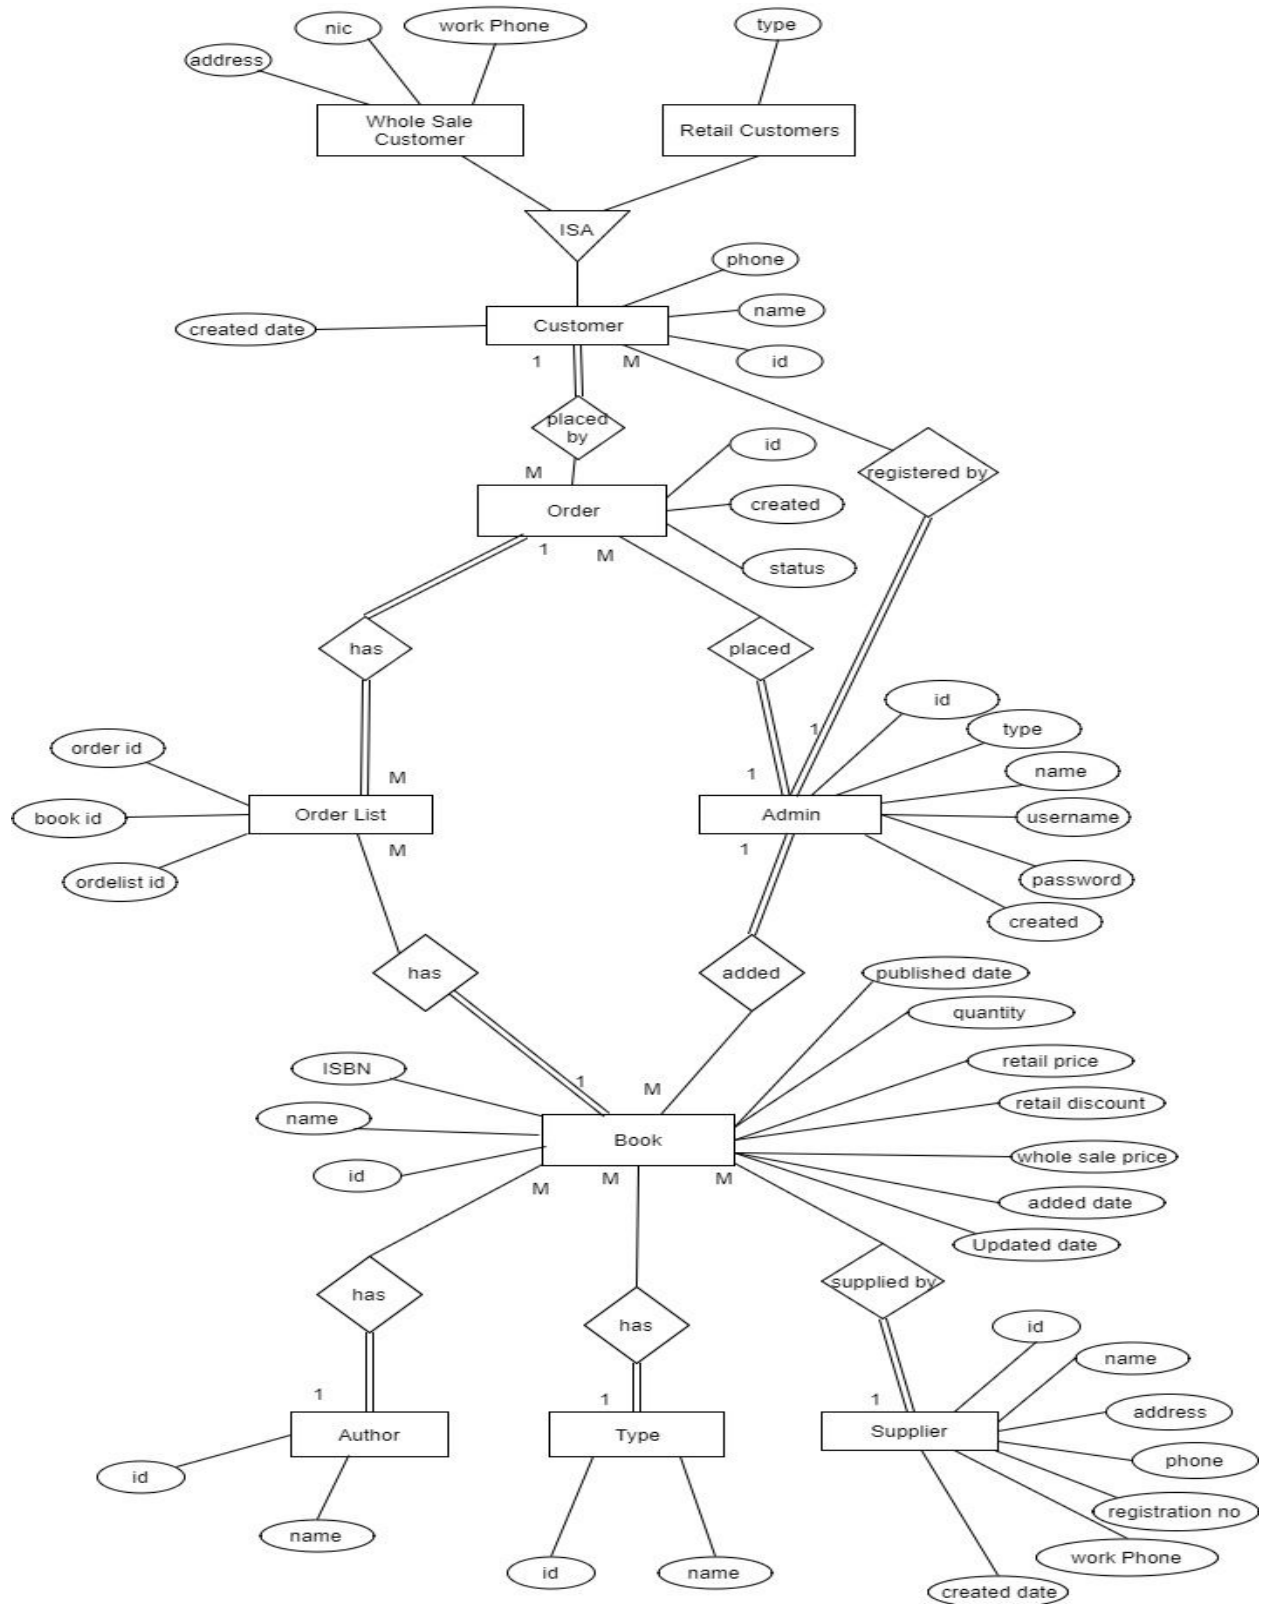 nic
work Phone
type
address
Whole Sale
Customer
Retail Customers
ISA
phone
name
created date
Customer
id
1
M
placed
by
id
M
registered by
created
Order
1
M
status
has
placed
id
type
1
order id
name
M
1
book id
Order List
Admin
username
M
1
ordelist id
password
created
has
added
published date
quantity
ISBN
retail price
1
M
retail discount
name
Book
whole sale price
id
M
M
M
added date
Updated date
has
supplied by
has
id
name
1
1
1
address
Author
Type
Supplier
phone
id
registration no
name
work Phone
id
name
created date